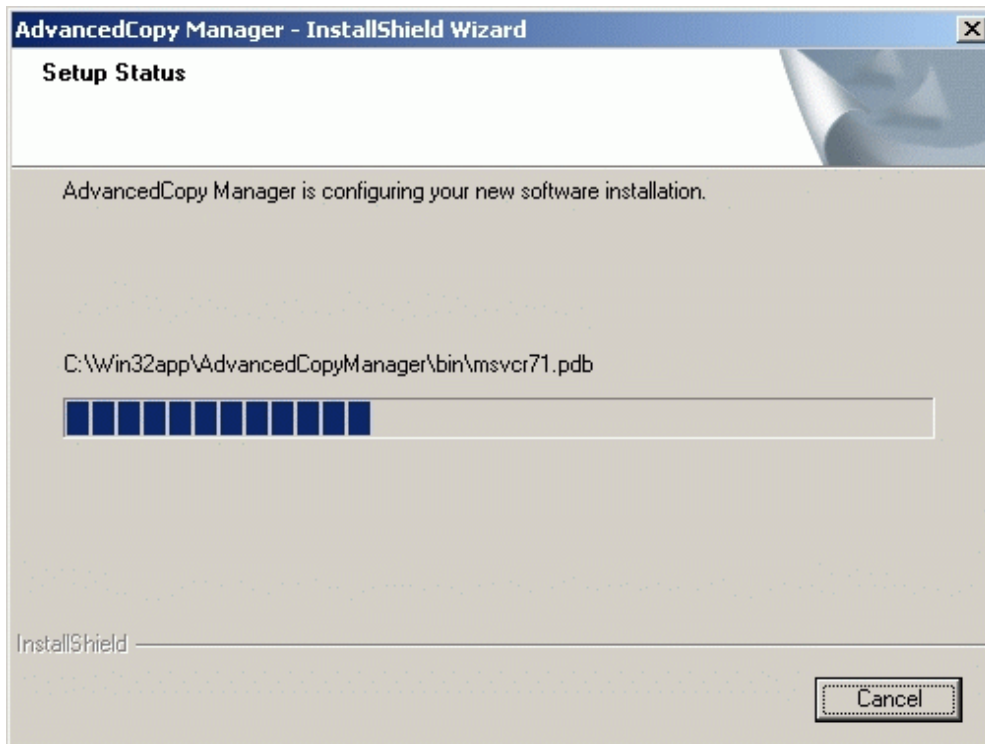 AdvancedCopy Manager - InstallShield Wizard
Setup Status
AdvancedCopy Manager is configuring your new software installation.
C:\Win32app\AdvancedCopyManager\bin\msvcr71.pdb
InstallShield
Cancel